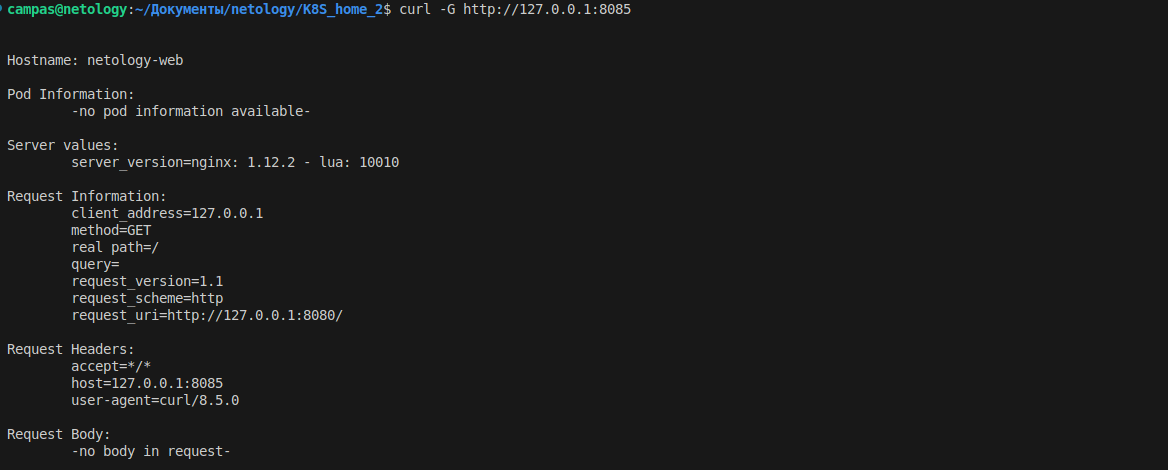 campas@netology:~/Документы/netology/K8S_home_2$ curl -G http://127.0.0.1:8085
Hostname: netology-web
Pod Information:
-no pod information available-
Server values:
server_version=nginx: 1.12.2 - lua: 10010
Request Information:
client_address=127.0.0.1
method=GET
real path=/
query=
request_version=1.1
request_scheme=http
request_uri=http://127.0.0.1:8080/
Request Headers:
accept=*/*
host=127.0.0.1:8085
user-agent=curl/8.5.0
Request Body:
-no body in request-